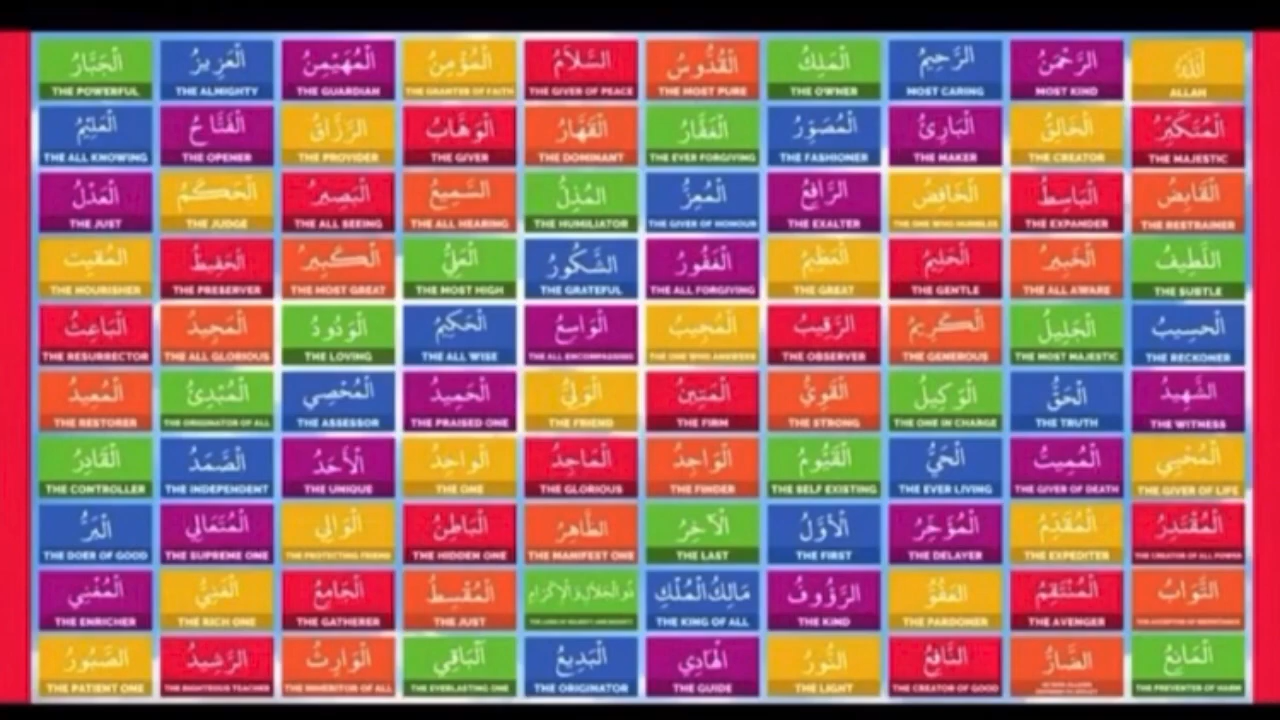 الله
ALLAH
الرَّحْمَنُ
MOST KIND
الرَّحِيمُ
MOST CARING
الْمَلِكُ
THE OWNER
الْقُدُّوسُ
THE MOST PURE
السَّلَامُ
THE GIVER OF PEACE
الْمُؤْمِنُ
THE GRANTER OF FAITH
الْمُهَيْمِنُ
THE GUARDIAN
الْعَزِيزُ
THE ALMIGHTY
الْجَبَّارُ
THE POWERFUL
الْمُتَكَبِّرُ
THE MAJESTIC
الْخَالِقُ
THE CREATOR
الْبَارِئُ
THE MAKER
الْمُصَوِّرُ
THE FASHIONER
الْغَفَّارُ
THE EVER FORGIVING
الْقَهَّارُ
THE DOMINANT
الْوَهَّابُ
THE GIVER
الرَّزَّاقُ
THE PROVIDER
الْفَتَّاحُ
THE OPENER
الْعَلِيْمُ
THE ALL KNOWING
الْقَابِضُ
THE RESTRAINER
الْبَاسِطُ
THE EXPANDER
الْخَافِضُ
THE ONE WHO HUMBLES
الرَّافِعُ
THE EXALTER
الْمُعِزُّ
THE GIVER OF HONOUR
الْمُذِلُّ
THE HUMILIATOR
السَّمِيعُ
THE ALL HEARING
الْبَصِيرُ
THE ALL SEEING
الْحَكَمُ
THE JUDGE
الْعَدْلُ
THE JUST
اللَّطِيفُ
THE SUBTLE
الْخَبِيرُ
THE ALL AWARE
الْحَلِيمُ
THE GENTLE
الْعَظِيمُ
THE GREAT
الْغَفُورُ
THE ALL FORGIVING
الشَّكُورُ
THE GRATEFUL
الْعَلِيُّ
THE MOST HIGH
الْكَبِيرُ
THE MOST GREAT
الْحَفِيظُ
THE PRESERVER
المُقيِت
THE NOURISHER
الْحسِيبُ
THE RECKONER
الْجَلِيلُ
THE MOST MAJESTIC
الْكَرِيمُ
THE GENEROUS
الرَّقِيبُ
THE OBSERVER
الْمُجِيبُ
THE ONE WHO ANSWERS
الْوَاسِعُ
THE ALL ENCOMPASSING
الْحَكِيمُ
THE ALL WISE
الْوَدُودُ
THE LOVING
الْمَجِيدُ
THE ALL GLORIOUS
الْبَاعِثُ
THE RESURRECTOR
الشَّهِيدُ
THE WITNESS
الْحَقُّ
THE TRUTH
الْوَكِيلُ
THE ONE IN CHARGE
الْقَوِيُّ
THE STRONG
الْمَتِينُ
THE FIRM
الْوَلِيُّ
THE FRIEND
الْحَمِيدُ
THE PRAISED ONE
الْمُحْصِي
THE ASSESSOR
الْمُبْدِئُ
THE ORIGINATOR OF ALL
الْمُعِيدُ
THE RESTORER
الْمُحْيِي
THE GIVER OF LIFE
الْمُمِيتُ
THE GIVER OF DEATH
الْحَيُّ
THE EVER LIVING
الْقَيُّومُ
THE SELF EXISTING
الْوَاجِدُ
THE FINDER
الْمَاجِدُ
THE GLORIOUS
الْواحِدُ
THE ONE
الْأَحَدُ
THE UNIQUE
الْصَّمَدُ
THE INDEPENDENT
الْقَادِرُ
THE CONTROLLER
الْمُقْتَدِرُ
THE CREATOR OF ALL POWER
الْمُقَدِّمُ
THE EXPEDITER
الْمُؤَخِّرُ
THE DELAYER
الأَوَّلُ
THE FIRST
الْآخِرُ
THE LAST
الظَّاهِرُ
THE MANIFEST ONE
الْبَاطِنُ
THE HIDDEN ONE
الْوَالِي
THE PROTECTING FRIEND
الْمُتَعَالِي
THE SUPREME ONE
الْبَرُّ
THE DOER OF GOOD
التَّوَابُ
الْمُنْتَقِمُ
THE AVENGER
العَفُوُّ
THE PARDONER
الرَّؤُوفُ
THE KIND
مَالِكُ الْمُلْكِ
THE KING OF ALL
ذُو الْجَلَالِ وَالْإِكْرَامِ
الْمُقْسِطُ
THE JUST
الْجَامِعُ
THE GATHERER
الْغَنِيُّ
THE RICH ONE
الْمُغْنِي
THE ENRICHER
الْمَانِعُ
THE PREVENTER OF HARM
الضَّارُّ
النَّافِعُ
THE CREATOR OF GOOD
النُّورُ
THE LIGHT
الْهَادِي
THE GUIDE
الْبَدِيعُ
THE ORIGINATOR
الْبَاقِي
THE EVERLASTING ONE
الْوَارِثُ
THE INHERITOR OF ALL
الرَّشِيدُ
THE RIGHTEOUS TEACHER
الصَّبُورُ
THE PATIENT ONE